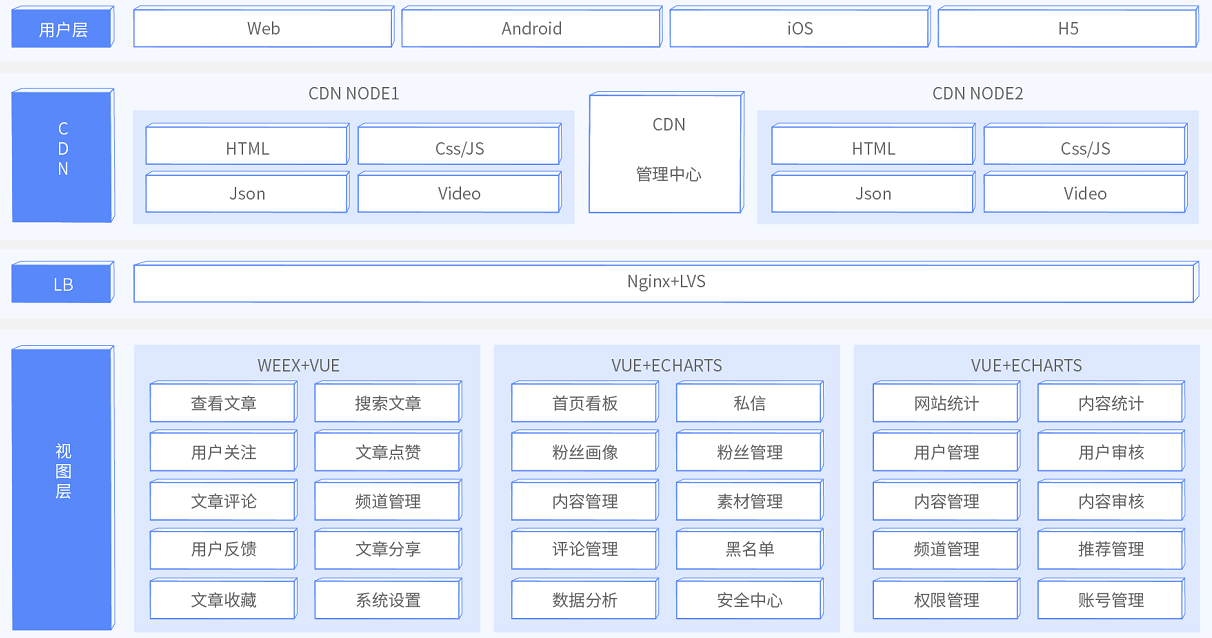 用户层
Web
Android
iOS
H5
C
D
N
CDN NODE1
HTML
Css/JS
Json
Video
CDN
管理中心
CDN NODE2
HTML
Css/JS
Json
Video
LB
Nginx+LVS
视
图
层
WEEX+VUE
查看文章
搜索文章
用户关注
文章点赞
文章评论
频道管理
用户反馈
文章分享
文章收藏
系统设置
VUE+ECHARTS
首页看板
私信
粉丝画像
粉丝管理
内容管理
素材管理
评论管理
黑名单
数据分析
安全中心
VUE+ECHARTS
网站统计
内容统计
用户管理
用户审核
内容管理
内容审核
频道管理
推荐管理
权限管理
账号管理